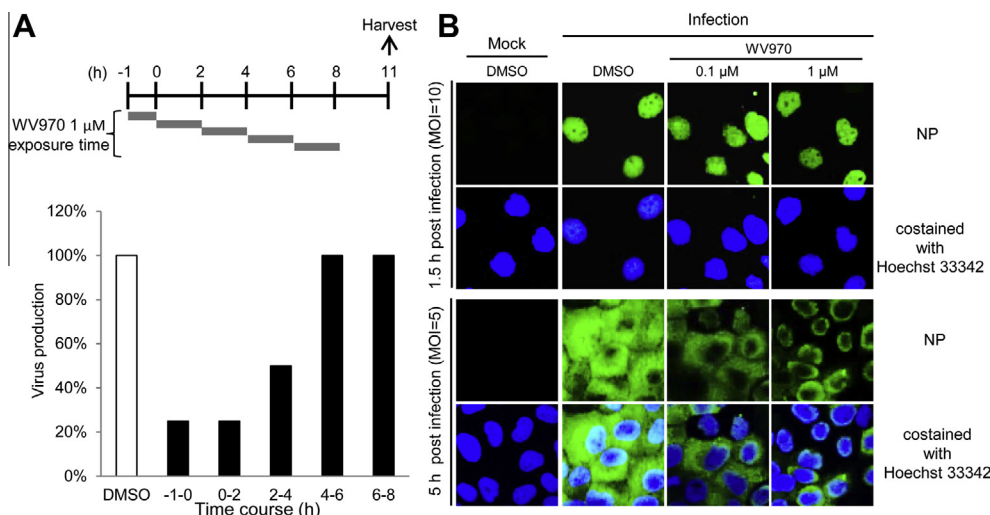 A
Harvest
(h) -1 0 2 4 6 8 11
WV970 1 µM
exposure time
Virus production
120%
100%
80%
60%
40%
20%
0%
DMSO -1-0 0-2 2-4 4-6 6-8
Time course (h)
B
Infection
Mock
WV970
DMSO DMSO 0.1 µM 1 µM
1.5 h post infection (MOI=10)
NP
costained
with
Hoechst 33342
5 h post infection (MOI=5)
NP
costained
with
Hoechst 33342